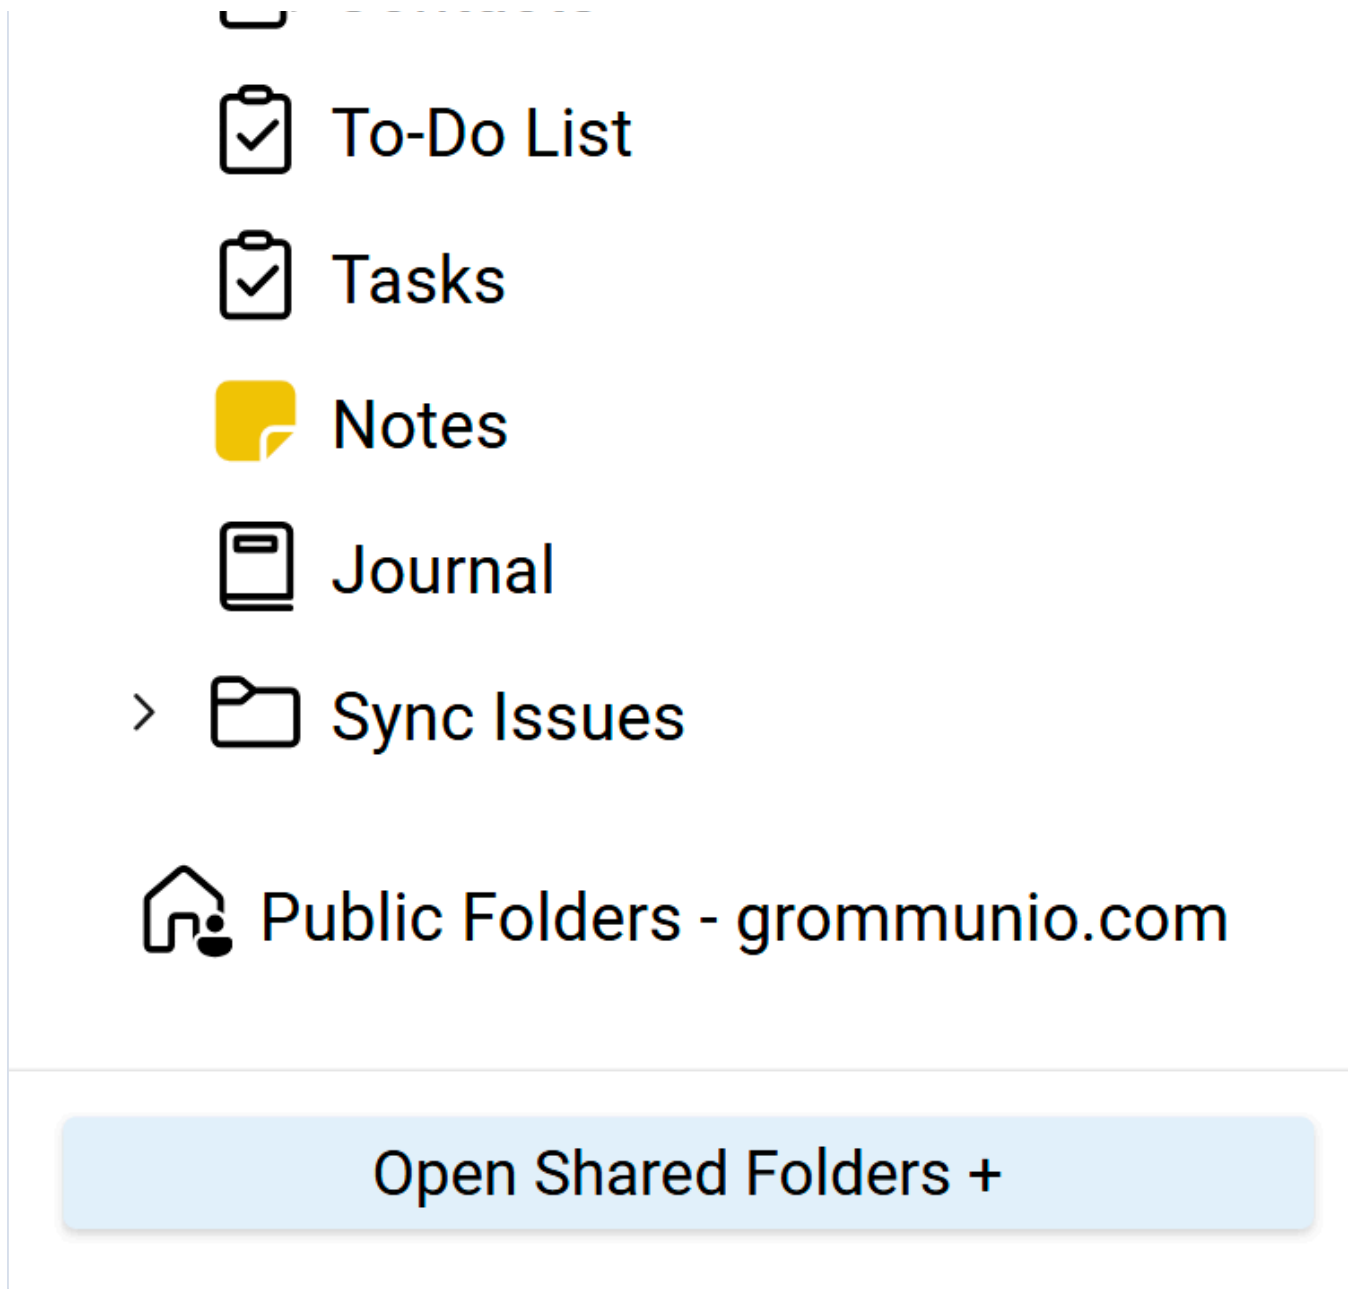 To-Do List
Tasks
Notes
Journal
Sync Issues
Public Folders - grommunio.com
Open Shared Folders +